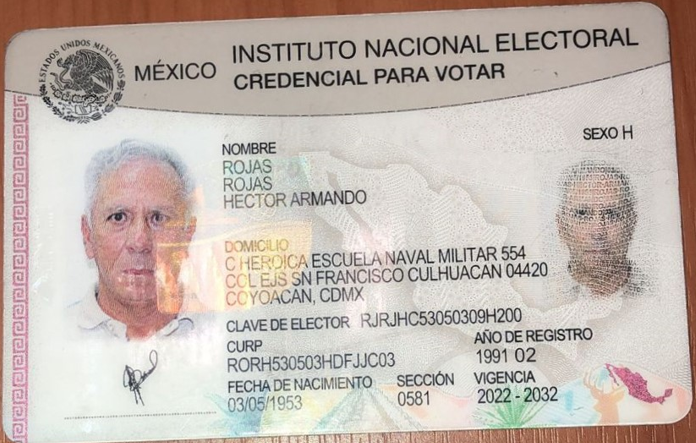 ESTADOS UNIDOS MEXICANOS
MÉXICO
INSTITUTO NACIONAL ELECTORAL
CREDENCIAL PARA VOTAR
NOMBRE
ROJAS
ROJAS
HECTOR ARMANDO
SEXO H
DOMICILIO
C HEROICA ESCUELA NAVAL MILITAR 554
COL EJS SN FRANCISCO CULHUACAN 04420
COYOACAN, CDMX
CLAVE DE ELECTOR RJRJHC53050309H200
CURP
RORH530503HDFJJC03
AÑO DE REGISTRO
1991 02
FECHA DE NACIMIENTO
03/05/1953
SECCIÓN
0581
VIGENCIA
2022 - 2032